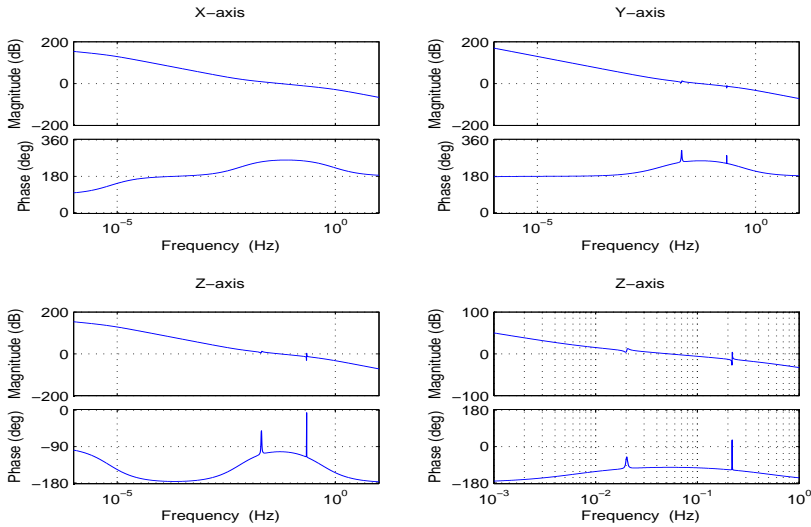 X-axis
Magnitude (dB)
200
0
-200
Phase (deg)
360
180
0
10^-5
10^0
Frequency (Hz)
Y-axis
Magnitude (dB)
200
0
-200
Phase (deg)
360
180
0
10^-5
10^0
Frequency (Hz)
Z-axis
Magnitude (dB)
200
0
-200
Phase (deg)
0
-90
-180
10^-5
10^0
Frequency (Hz)
Z-axis
Magnitude (dB)
100
0
-100
Phase (deg)
180
0
-180
10^-3
10^-2
10^-1
10^0
Frequency (Hz)